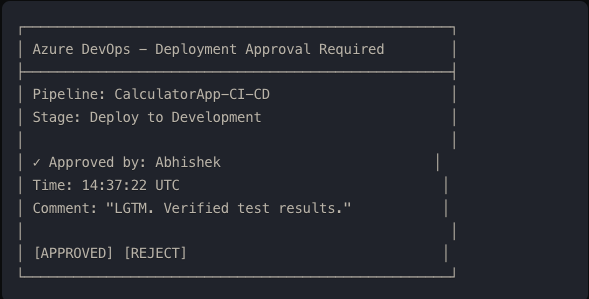 Azure DevOps – Deployment Approval Required
Pipeline: CalculatorApp–CI–CD
Stage: Deploy to Development
✓ Approved by: Abhishek
Time: 14:37:22 UTC
Comment: "LGTM. Verified test results."
[APPROVED] [REJECT]